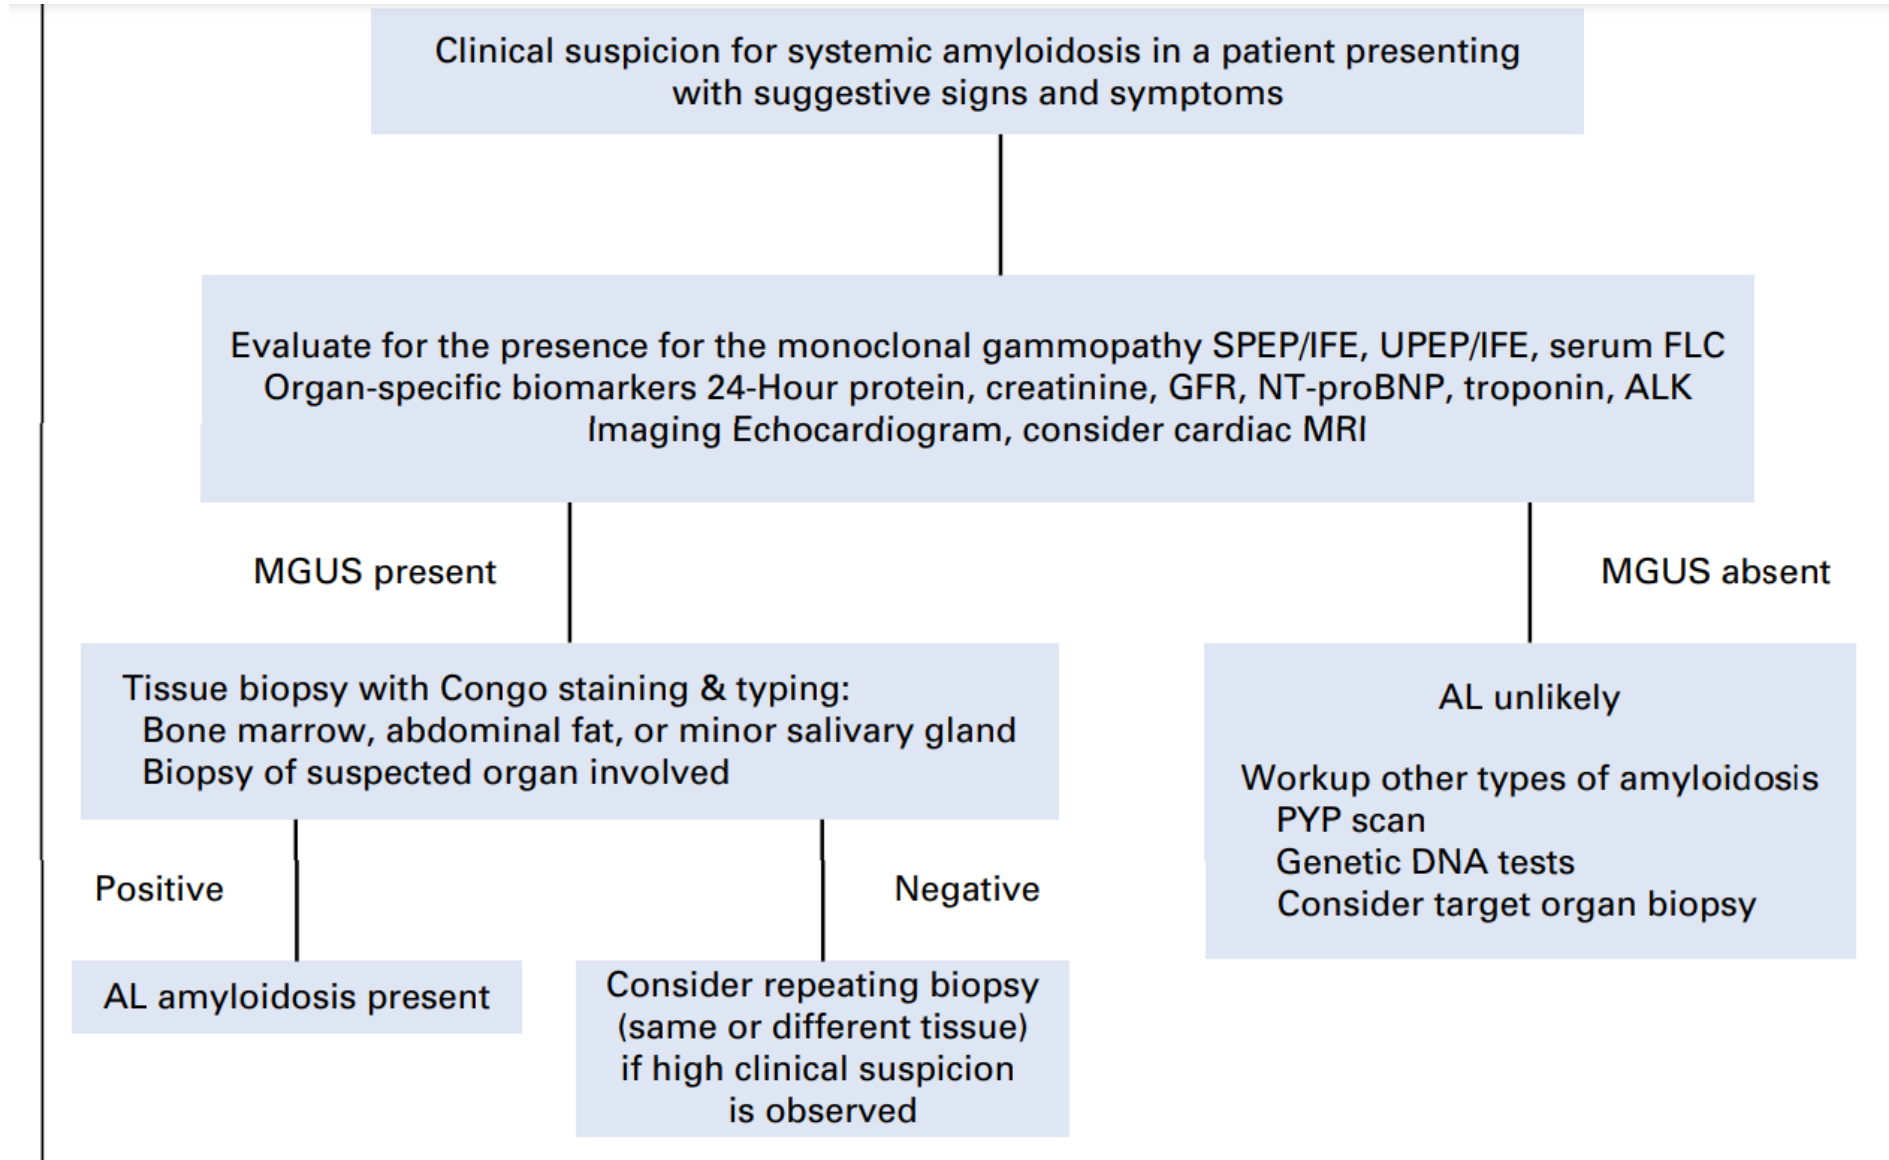 Clinical suspicion for systemic amyloidosis in a patient presenting
with suggestive signs and symptoms
Evaluate for the presence for the monoclonal gammopathy SPEP/IFE, UPEP/IFE, serum FLC
Organ-specific biomarkers 24-Hour protein, creatinine, GFR, NT-proBNP, troponin, ALK
Imaging Echocardiogram, consider cardiac MRI
MGUS present
MGUS absent
Tissue biopsy with Congo staining & typing:
Bone marrow, abdominal fat, or minor salivary gland
Biopsy of suspected organ involved
AL unlikely
Workup other types of amyloidosis
PYP scan
Genetic DNA tests
Consider target organ biopsy
Positive
Negative
AL amyloidosis present
Consider repeating biopsy
(same or different tissue)
if high clinical suspicion
is observed